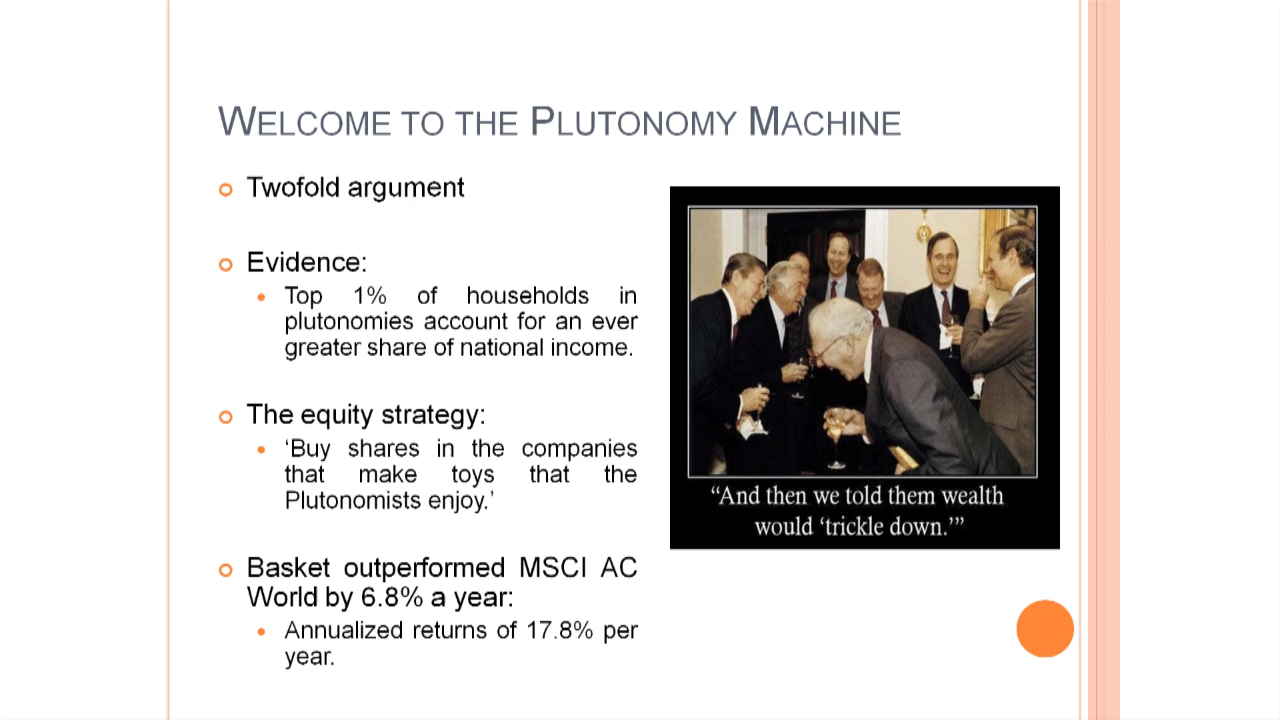 WELCOME TO THE PLUTONOMY MACHINE
Twofold argument
Evidence:
Top 1% of households in
plutonomies account for an ever
greater share of national income.
The equity strategy:
‘Buy shares in the companies
that make toys that the
Plutonomists enjoy.’
Basket outperformed MSCI AC
World by 6.8% a year:
Annualized returns of 17.8% per
year.
“And then we told them wealth
would ‘trickle down.’”